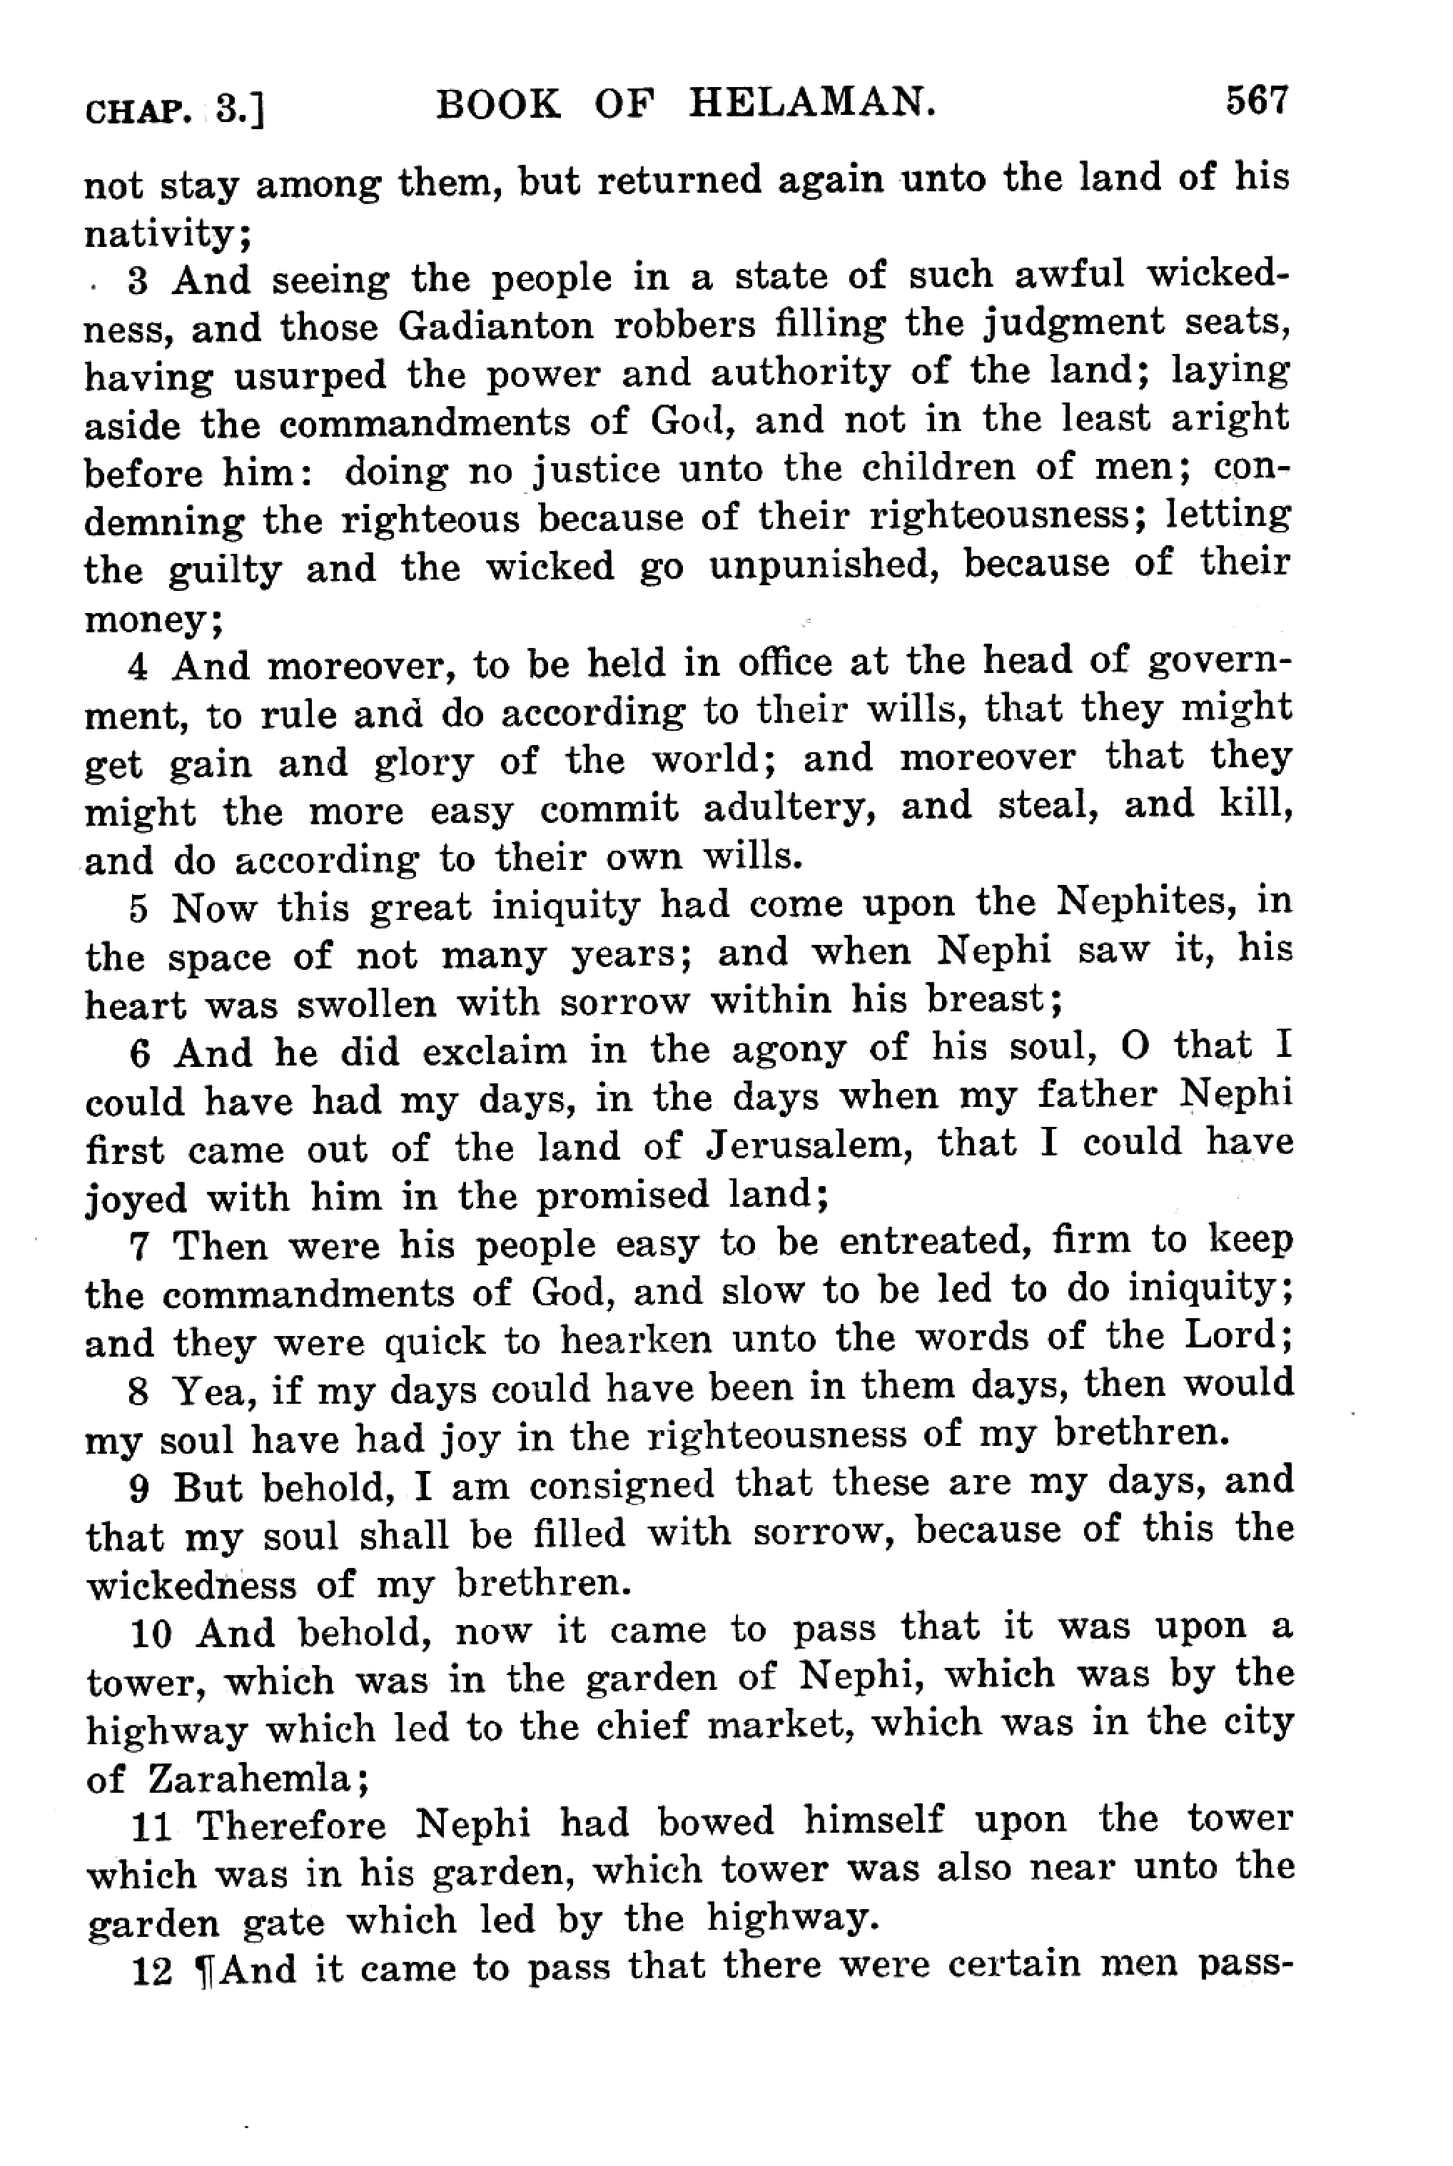 CHAP. 3.] BOOK OF HELAMAN. 567
not stay among them, but returned again unto the land of his
nativity;
3 And seeing the people in a state of such awful wicked-
ness, and those Gadianton robbers filling the judgment seats,
having usurped the power and authority of the land; laying
aside the commandments of God, and not in the least aright
before him: doing no justice unto the children of men; con-
demning the righteous because of their righteousness; letting
the guilty and the wicked go unpunished, because of their
money;
4 And moreover, to be held in office at the head of govern-
ment, to rule and do according to their wills, that they might
get gain and glory of the world; and moreover that they
might the more easy commit adultery, and steal, and kill,
and do according to their own wills.
5 Now this great iniquity had come upon the Nephites, in
the space of not many years; and when Nephi saw it, his
heart was swollen with sorrow within his breast;
6 And he did exclaim in the agony of his soul, O that I
could have had my days, in the days when my father Nephi
first came out of the land of Jerusalem, that I could have
joyed with him in the promised land;
7 Then were his people easy to be entreated, firm to keep
the commandments of God, and slow to be led to do iniquity;
and they were quick to hearken unto the words of the Lord;
8 Yea, if my days could have been in them days, then would
my soul have had joy in the righteousness of my brethren.
9 But behold, I am consigned that these are my days, and
that my soul shall be filled with sorrow, because of this the
wickedness of my brethren.
10 And behold, now it came to pass that it was upon a
tower, which was in the garden of Nephi, which was by the
highway which led to the chief market, which was in the city
of Zarahemla;
11 Therefore Nephi had bowed himself upon the tower
which was in his garden, which tower was also near unto the
garden gate which led by the highway.
12 ¶And it came to pass that there were certain men pass-